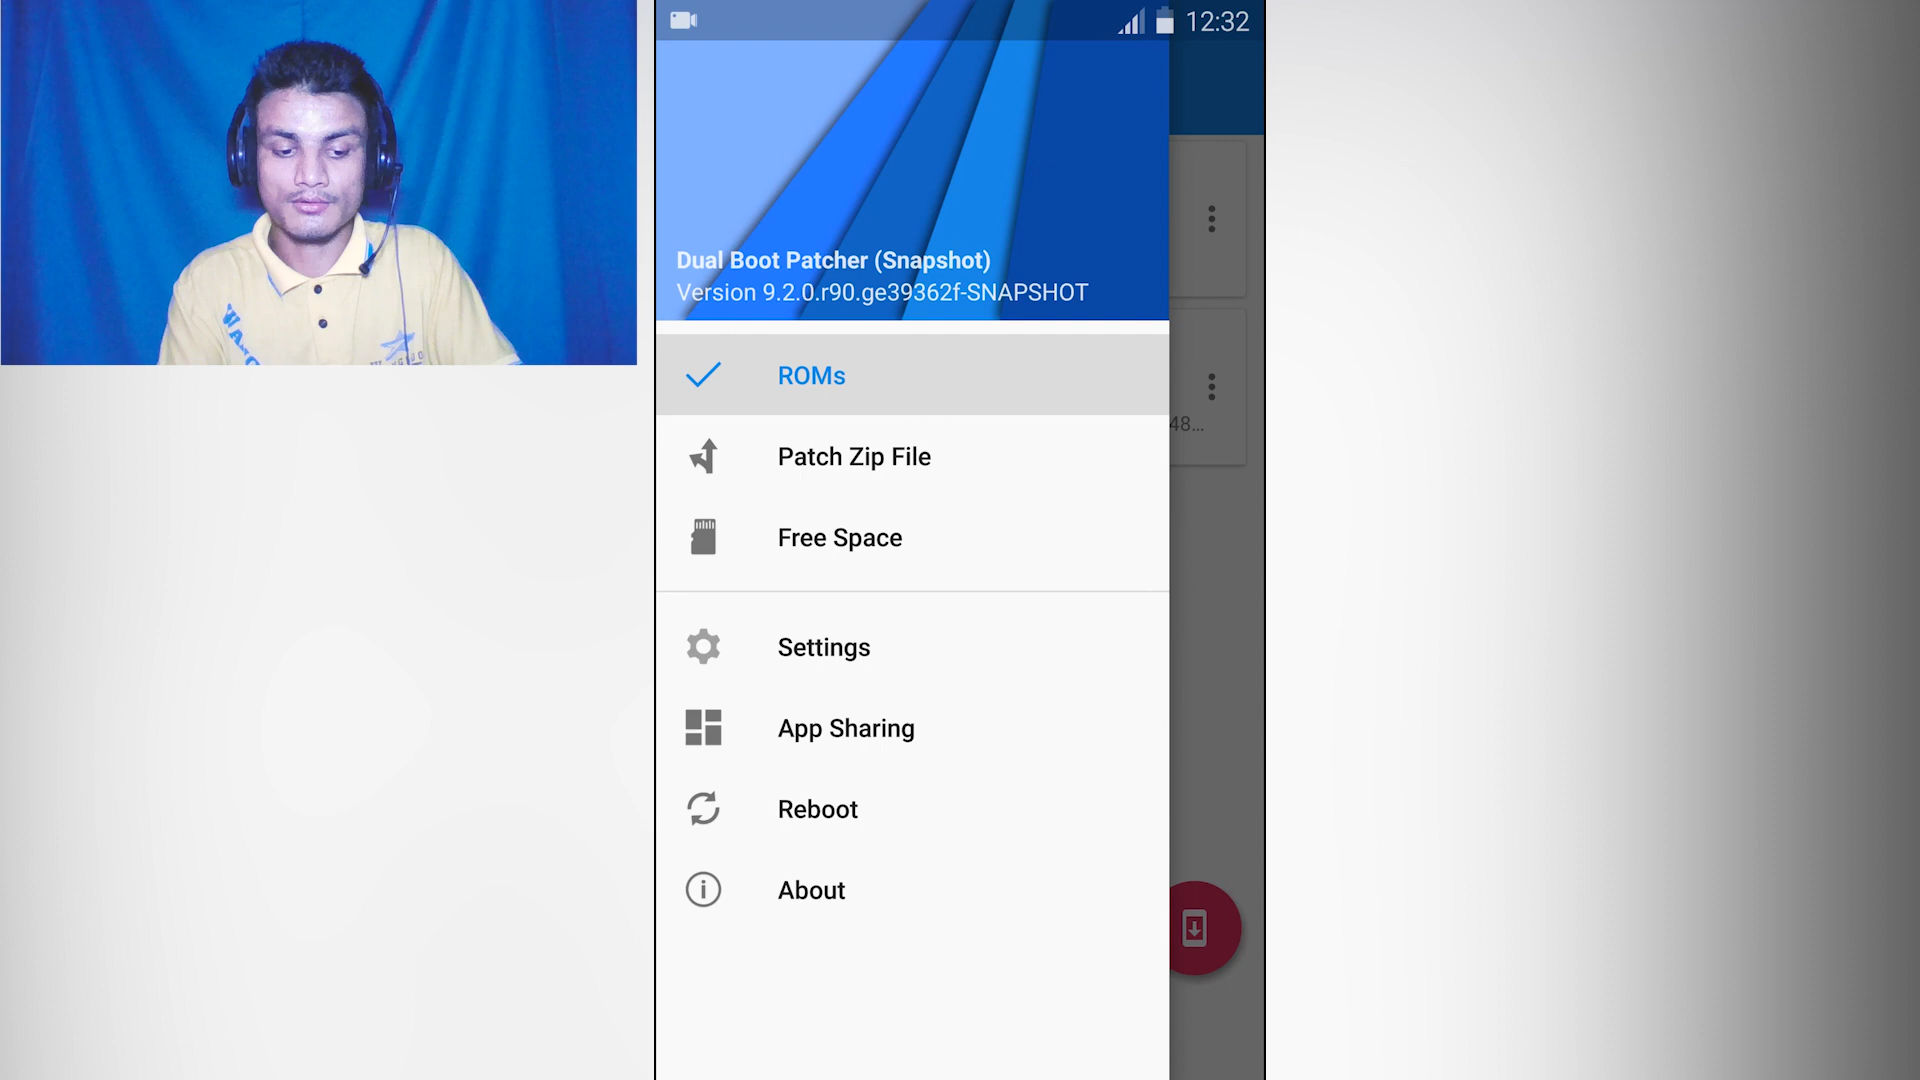 12:32
Dual Boot Patcher (Snapshot)
Version 9.2.0.r90.ge39362f-SNAPSHOT
ROMs
Patch Zip File
48...
Free Space
Settings
App Sharing
Reboot
About